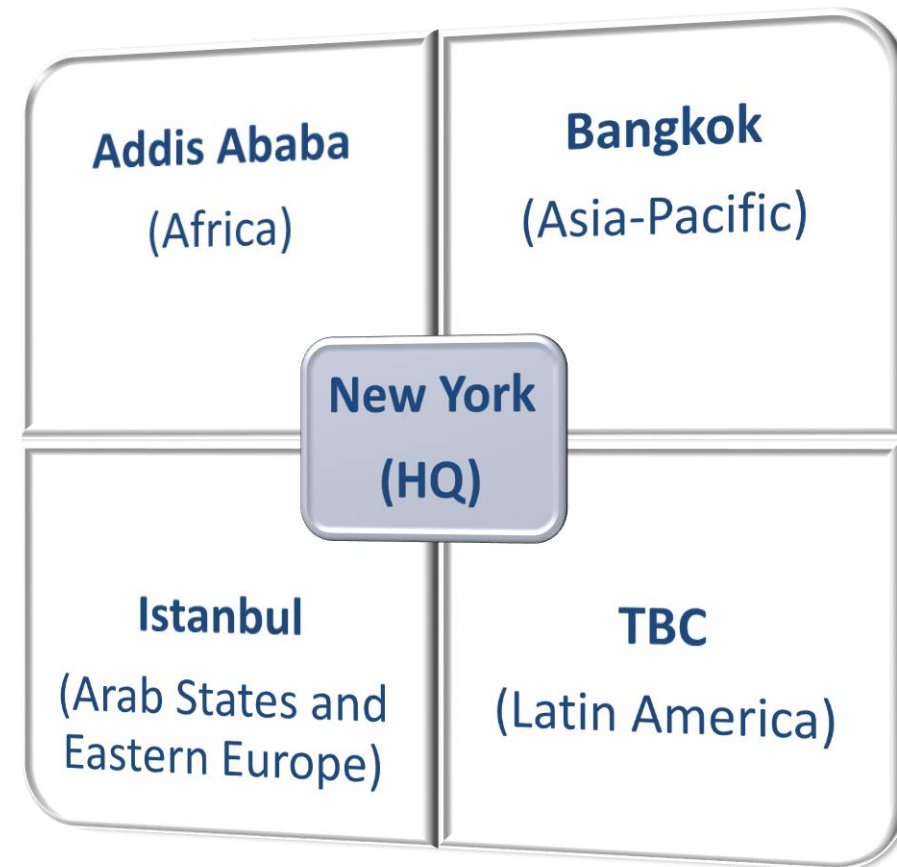 Addis Ababa
(Africa)
Bangkok
(Asia-Pacific)
New York
(HQ)
Istanbul
(Arab States and
Eastern Europe)
TBC
(Latin America)